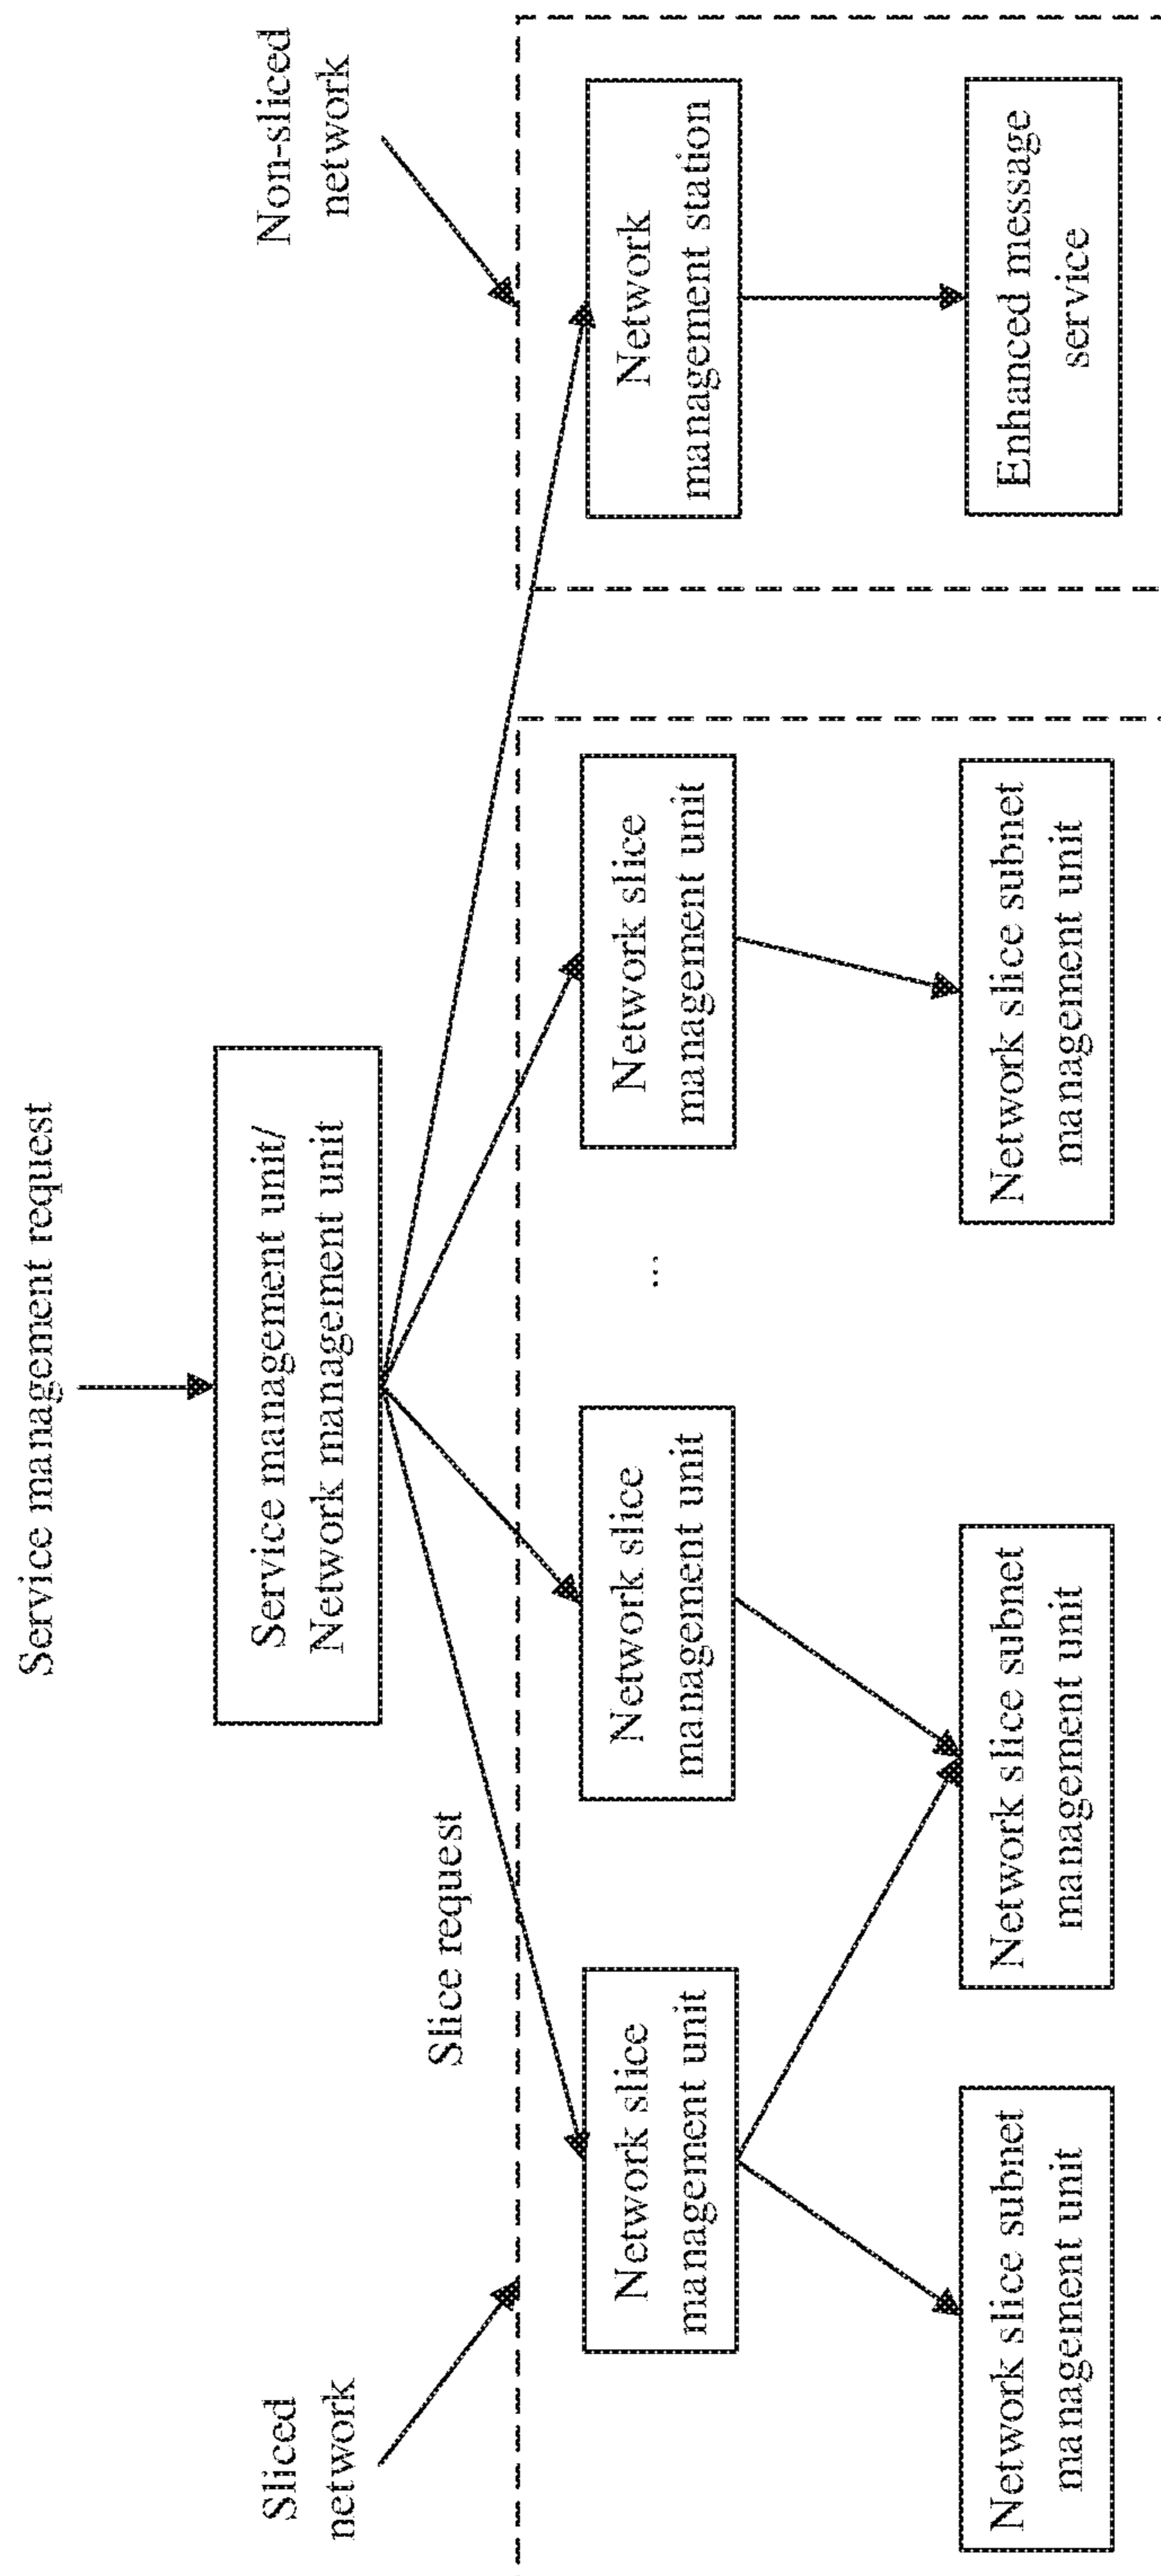 Service management request
Service management unit/
Network management unit
Sliced
network
Slice request
Non-sliced
network
Network slice
management unit
Network slice
management unit
...
Network slice
management unit
Network
management station
Network slice subnet
management unit
Network slice subnet
management unit
Network slice subnet
management unit
Enhanced message
service